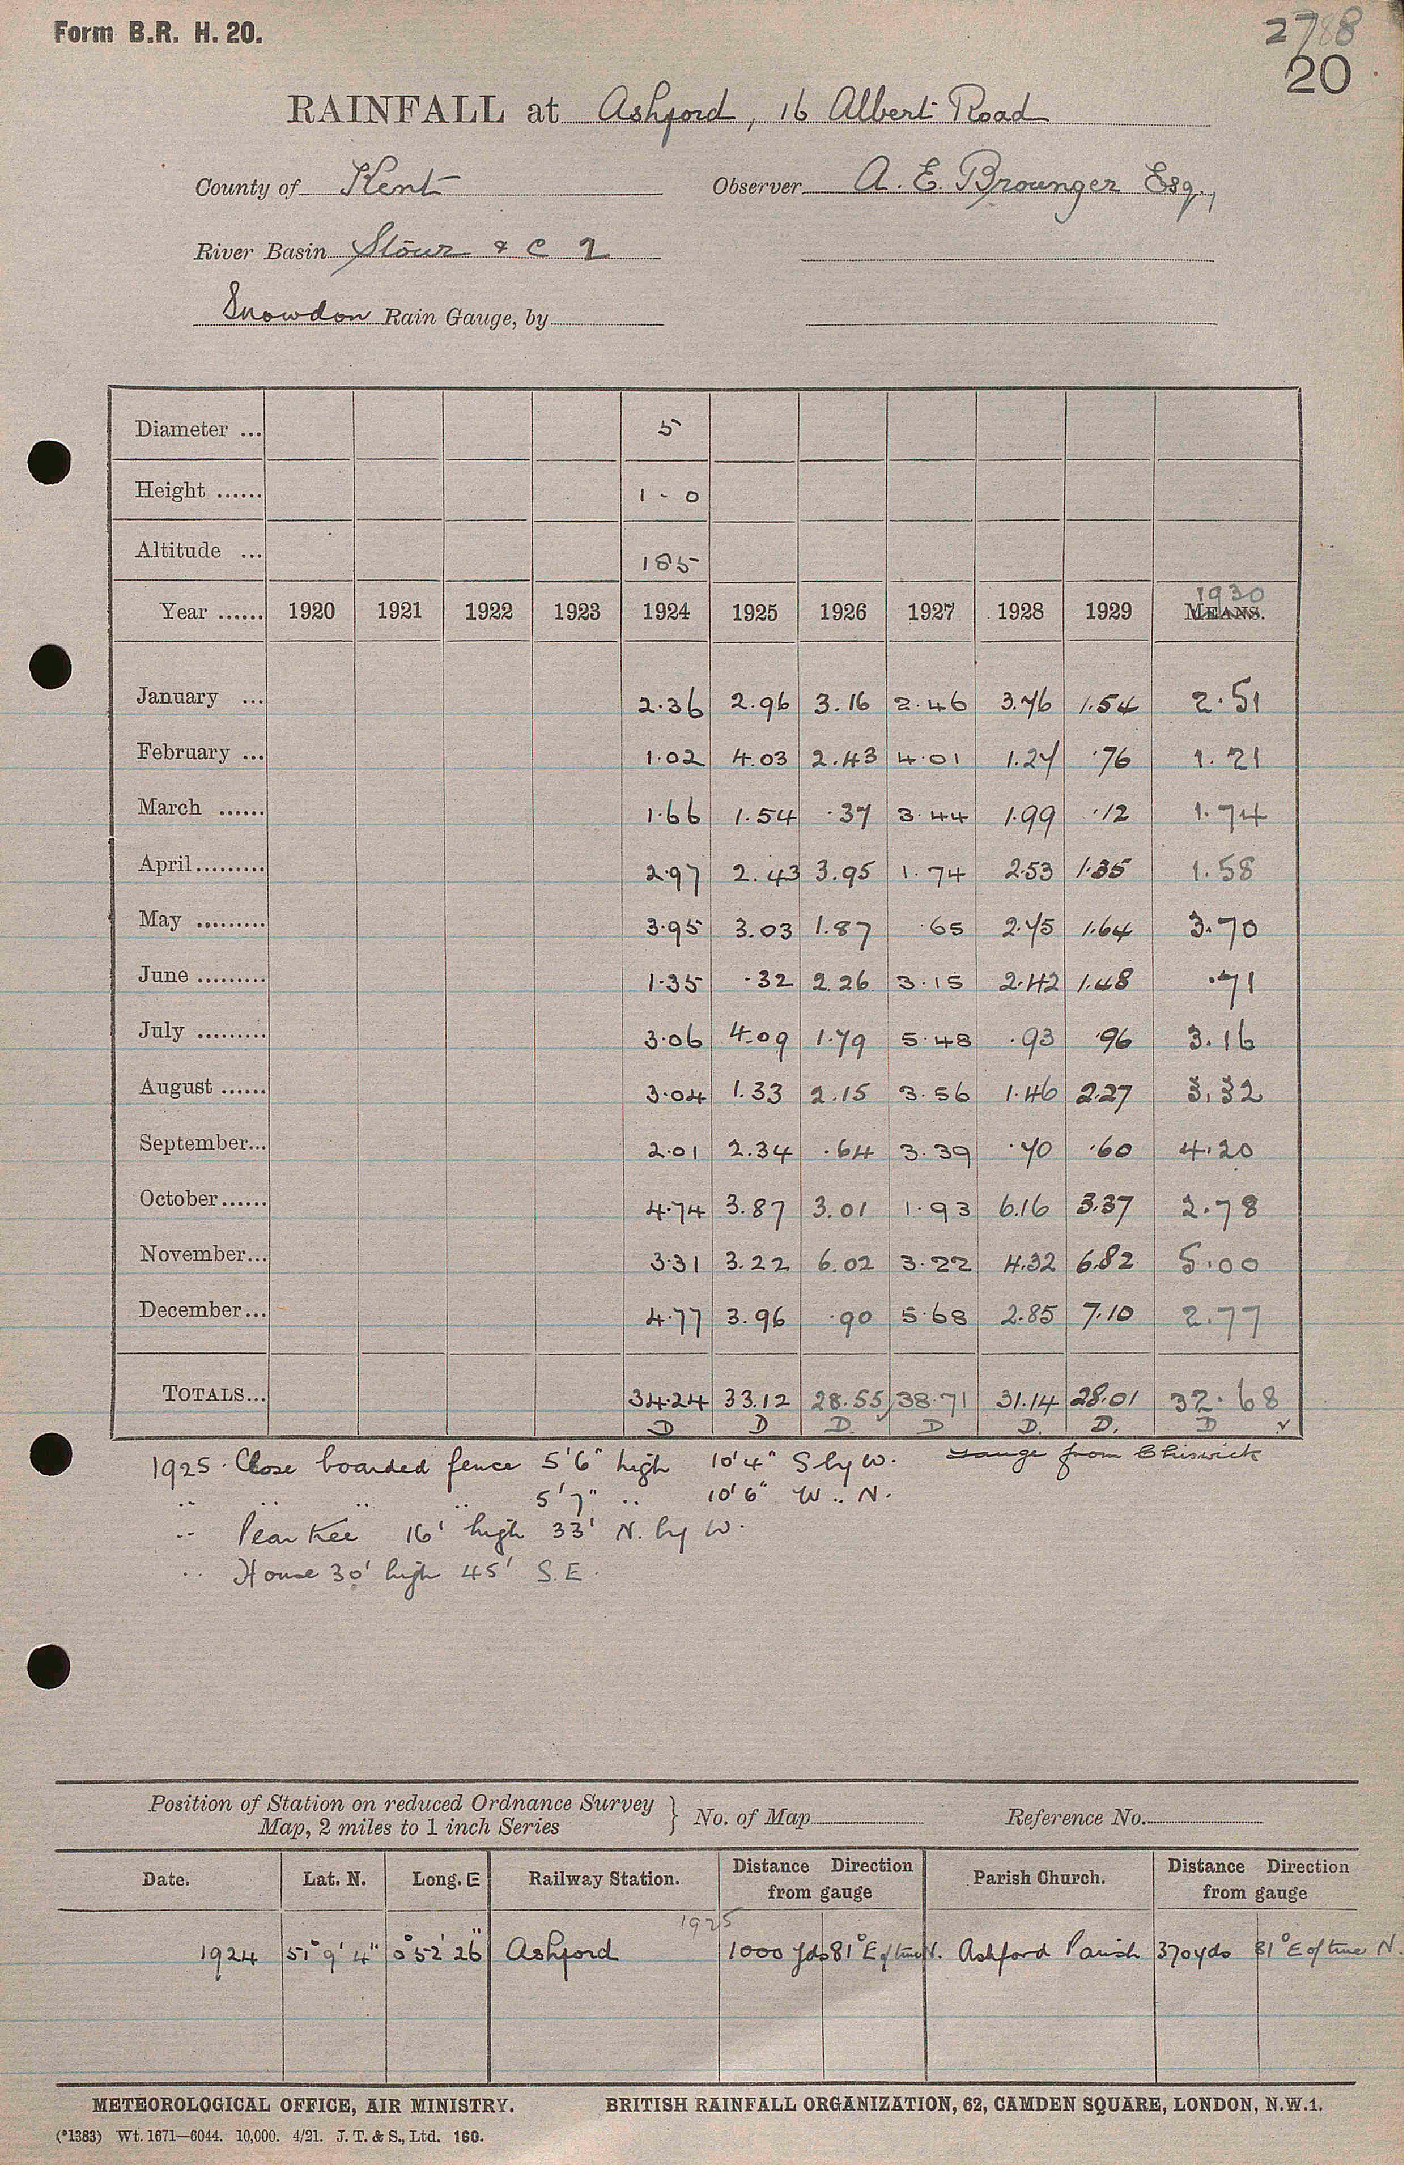 Form B.R. H. 20.
2788
20
RAINFALL at Ashford, 16 Albert Road
County of Kent Observer A. E. Brounger Esq.,
River Basin Stour & C 2
Snowdon Rain Gauge, by
Diameter ... 5
Height ...... 1 - 0
Altitude ... 185
1930
Year ...... 1920 1921 1922 1923 1924 1925 1926 1927 1928 1929 MEANS.
January ... 2.36 2.96 3.16 2.46 3.76 1.54 2.51
February ... 1.02 4.03 2.43 4.01 1.27 .76 1.21
March ...... 1.66 1.54 .37 3.44 1.99 .12 1.74
April ......... 2.97 2.43 3.95 1.74 2.53 1.35 1.58
May ......... 3.95 3.03 1.87 .65 2.75 1.64 3.70
June ......... 1.35 .32 2.26 3.15 2.42 1.48 .71
July ......... 3.06 4.09 1.79 5.48 .93 .96 3.16
August ...... 3.04 1.33 2.15 3.56 1.46 2.27 3.32
September... 2.01 2.34 .64 3.39 .70 .60 4.20
October...... 4.74 3.87 3.01 1.93 6.16 3.37 2.78
November... 3.31 3.22 6.02 3.22 4.32 6.82 5.00
December... 4.77 3.96 .90 5.68 2.85 7.10 2.77
TOTALS... 34.24 33.12 28.55 38.71 31.14 28.01 32.68
D D D. D D. D. D ✓
1925. Close boarded fence 5'6" high 10'4" S by W. Gauge from Chiswick
.. .. .. .. 5'7" .. 10'6" W .. N.
.. Pear tree 16' high 33' N. by W.
.. House 30' high 45' S.E.
Position of Station on reduced Ordnance Survey Map, 2 miles to 1 inch Series } No. of Map Reference No.
Date. Lat. N. Long. E Railway Station. Distance Direction from gauge Parish Church. Distance Direction from gauge
1925
1924 51° 9' 4" 0° 52' 26" Ashford 1000 yds 81° E of true N. Ashford Parish 370 yds 81° E of true N.
METEOROLOGICAL OFFICE, AIR MINISTRY. BRITISH RAINFALL ORGANIZATION, 62, CAMDEN SQUARE, LONDON, N.W.1.
(*1383) Wt. 1671—6044. 10,000. 4/21. J. T. & S., Ltd. 160.